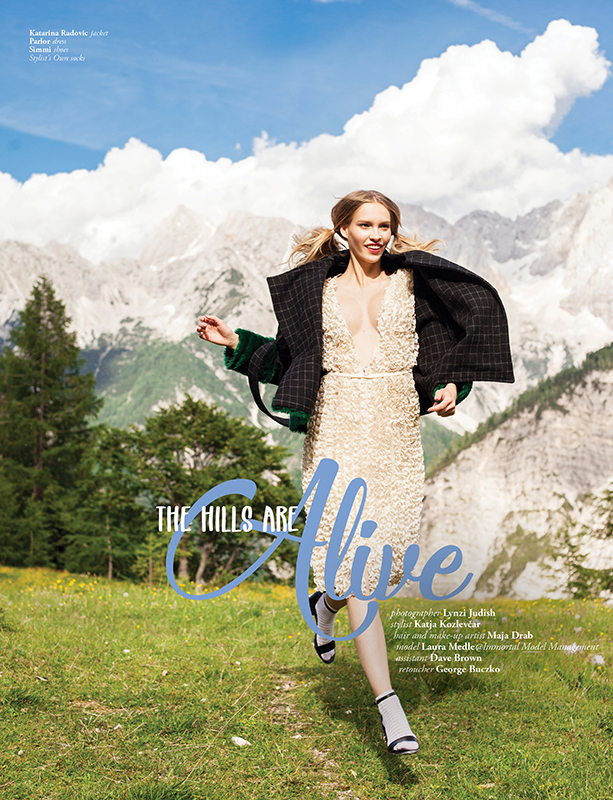 Katarina Radovic jacket
Parlor dress
Simmi shoes
Stylist's Own socks
THE HILLS ARE
Alive
photographer Lynzi Judish
stylist Katja Kozlevčar
hair and make-up artist Maja Drab
model Laura Medle@Immortal Model Management
assistant Dave Brown
retoucher George Buczko